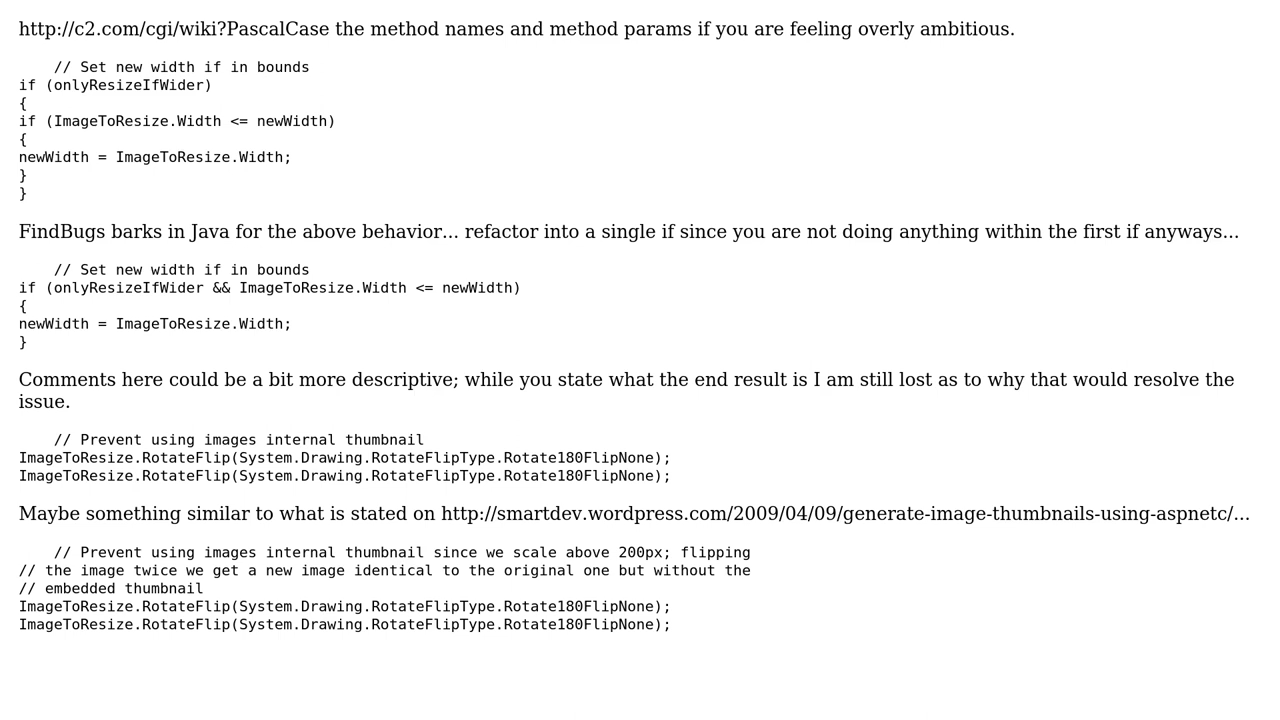 http://c2.com/cgi/wiki?PascalCase the method names and method params if you are feeling overly ambitious.
// Set new width if in bounds
if (onlyResizeIfWider)
{
if (ImageToResize.Width <= newWidth)
{
newWidth = ImageToResize.Width;
}
}
FindBugs barks in Java for the above behavior... refactor into a single if since you are not doing anything within the first if anyways...
// Set new width if in bounds
if (onlyResizeIfWider && ImageToResize.Width <= newWidth)
{
newWidth = ImageToResize.Width;
}
Comments here could be a bit more descriptive; while you state what the end result is I am still lost as to why that would resolve the
issue.
// Prevent using images internal thumbnail
ImageToResize.RotateFlip(System.Drawing.RotateFlipType.Rotate180FlipNone);
ImageToResize.RotateFlip(System.Drawing.RotateFlipType.Rotate180FlipNone);
Maybe something similar to what is stated on http://smartdev.wordpress.com/2009/04/09/generate-image-thumbnails-using-aspnetc/...
// Prevent using images internal thumbnail since we scale above 200px; flipping
// the image twice we get a new image identical to the original one but without the
// embedded thumbnail
ImageToResize.RotateFlip(System.Drawing.RotateFlipType.Rotate180FlipNone);
ImageToResize.RotateFlip(System.Drawing.RotateFlipType.Rotate180FlipNone);